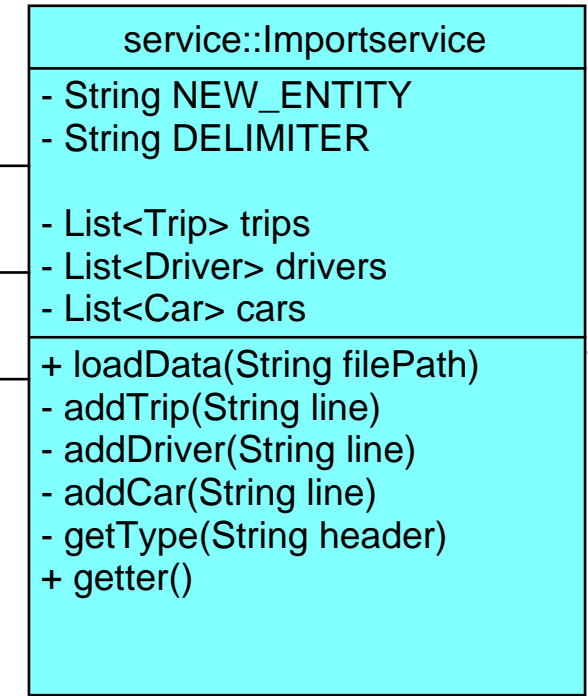 service::Importservice
- String NEW_ENTITY
- String DELIMITER
- List<Trip> trips
- List<Driver> drivers
- List<Car> cars
+ loadData(String filePath)
- addTrip(String line)
- addDriver(String line)
- addCar(String line)
- getType(String header)
+ getter()